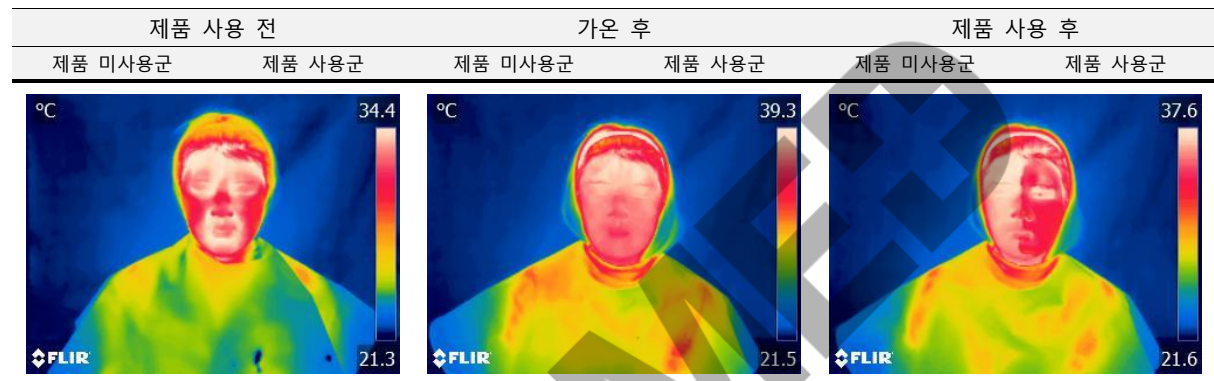 제품 사용 전 가온 후 제품 사용 후
제품 미사용군 제품 사용군 제품 미사용군 제품 사용군 제품 미사용군 제품 사용군
°C 34.4 °C 39.3 °C 37.6
FLIR 21.3 FLIR 21.5 FLIR 21.6